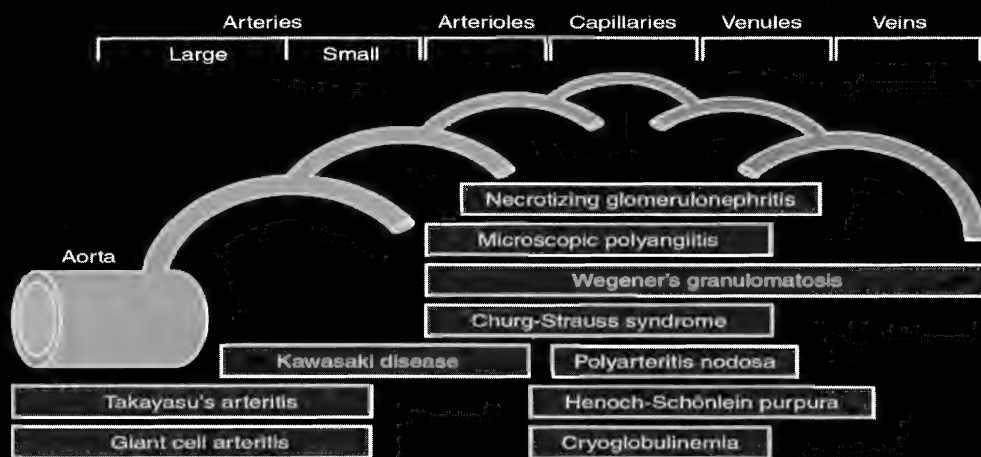 Arteries Arterioles Capillaries Venules Veins
Large Small
Necrotizing glomerulonephritis
Microscopic polyangiitis
Aorta
Wegener's granulomatosis
Churg-Strauss syndrome
Kawasaki disease Polyarteritis nodosa
Takayasu's arteritis Henoch-Schönlein purpura
Giant cell arteritis Cryoglobulinemia